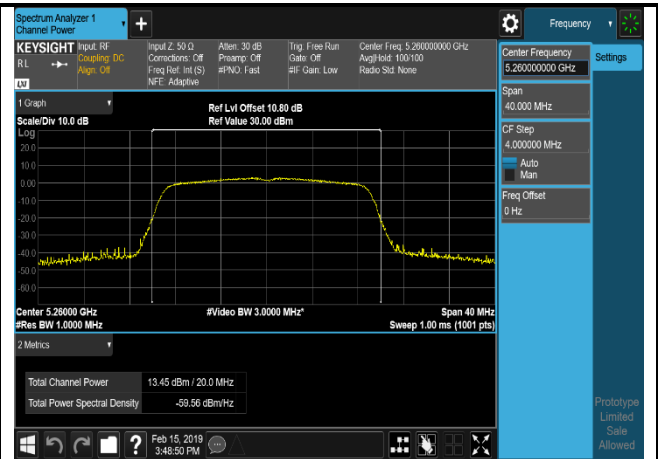 Spectrum Analyzer 1
Channel Power
Frequency
KEYSIGHT
RL
LXI
Input: RF
Coupling: DC
Align: Off
Input Z: 50 Ω
Corrections: Off
Freq Ref: Int (S)
NFE: Adaptive
Atten: 30 dB
Preamp: Off
#PNO: Fast
Trig: Free Run
Gate: Off
#IF Gain: Low
Center Freq: 5.260000000 GHz
Avg|Hold: 100/100
Radio Std: None
Center Frequency
5.260000000 GHz
Settings
Span
40.000 MHz
CF Step
4.000000 MHz
Auto
Man
Freq Offset
0 Hz
1 Graph
Scale/Div 10.0 dB
Ref Lvl Offset 10.80 dB
Ref Value 30.00 dBm
Log
20.0
10.0
0.00
-10.0
-20.0
-30.0
-40.0
-50.0
-60.0
Center 5.26000 GHz
#Res BW 1.0000 MHz
#Video BW 3.0000 MHz*
Span 40 MHz
Sweep 1.00 ms (1001 pts)
2 Metrics
Total Channel Power 13.45 dBm / 20.0 MHz
Total Power Spectral Density -59.56 dBm/Hz
Prototype
Limited
Sale
Allowed
?
Feb 15, 2019
3:48:50 PM